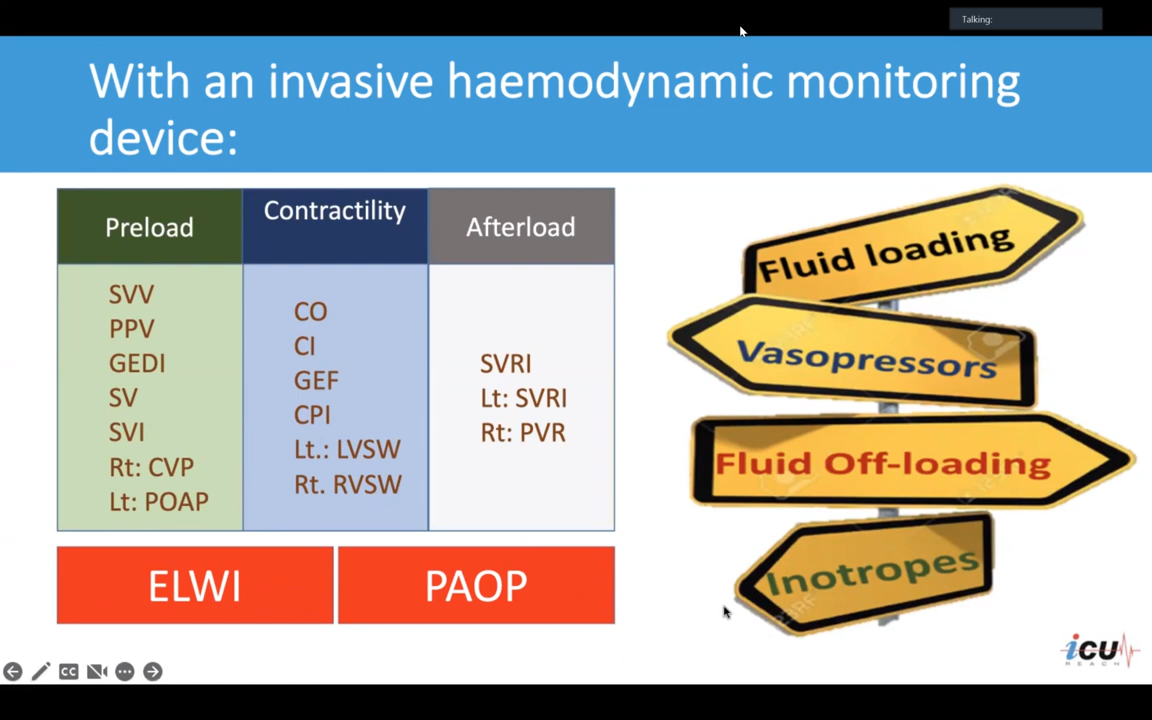 Talking:
With an invasive haemodynamic monitoring
device:
Preload
Contractility
Afterload
SVV
PPV
GEDI
SV
SVI
Rt: CVP
Lt: POAP
CO
CI
GEF
CPI
Lt.: LVSW
Rt. RVSW
SVRI
Lt: SVRI
Rt: PVR
ELWI
PAOP
Fluid loading
Vasopressors
Fluid Off-loading
Inotropes
iCU
REACH
CC